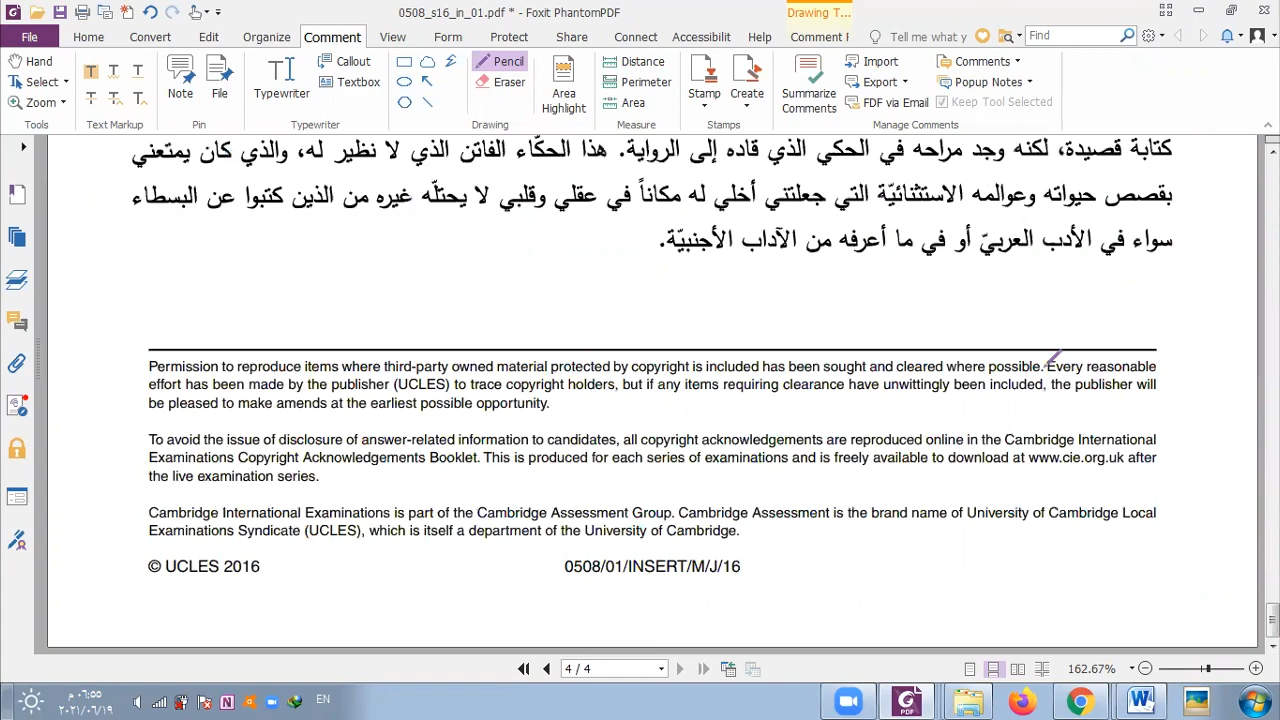 0508_s16_in_01.pdf * - Foxit PhantomPDF
Drawing T...
File Home Convert Edit Organize Comment View Form Protect Share Connect Accessibilit Help Comment F Tell me what y Find
Hand
Select
Zoom
Tools
Text Markup
Note
File
Pin
Typewriter
Callout
Textbox
Typewriter
Pencil
Eraser
Drawing
Area Highlight
Distance
Perimeter
Area
Measure
Stamp
Create
Stamps
Summarize Comments
Import
Export
FDF via Email
Comments
Popup Notes
Keep Tool Selected
Manage Comments
كتابة قصيدة، لكنه وجد مراحه في الحكي الذي قاده إلى الرواية. هذا الحكّاء الفاتن الذي لا نظير له، والذي كان يمتعني
بقصص حيواته وعوالمه الاستثنائيّة التي جعلتني أخلي له مكاناً في عقلي وقلبي لا يحتلّه غيره من الذين كتبوا عن البسطاء
سواء في الأدب العربيّ أو في ما أعرفه من الآداب الأجنبيّة.
Permission to reproduce items where third-party owned material protected by copyright is included has been sought and cleared where possible. Every reasonable
effort has been made by the publisher (UCLES) to trace copyright holders, but if any items requiring clearance have unwittingly been included, the publisher will
be pleased to make amends at the earliest possible opportunity.
To avoid the issue of disclosure of answer-related information to candidates, all copyright acknowledgements are reproduced online in the Cambridge International
Examinations Copyright Acknowledgements Booklet. This is produced for each series of examinations and is freely available to download at www.cie.org.uk after
the live examination series.
Cambridge International Examinations is part of the Cambridge Assessment Group. Cambridge Assessment is the brand name of University of Cambridge Local
Examinations Syndicate (UCLES), which is itself a department of the University of Cambridge.
© UCLES 2016 0508/01/INSERT/M/J/16
4 / 4
162.67%
٠٦:٥٥ م
٢٠٢١/٠٦/١٩
EN